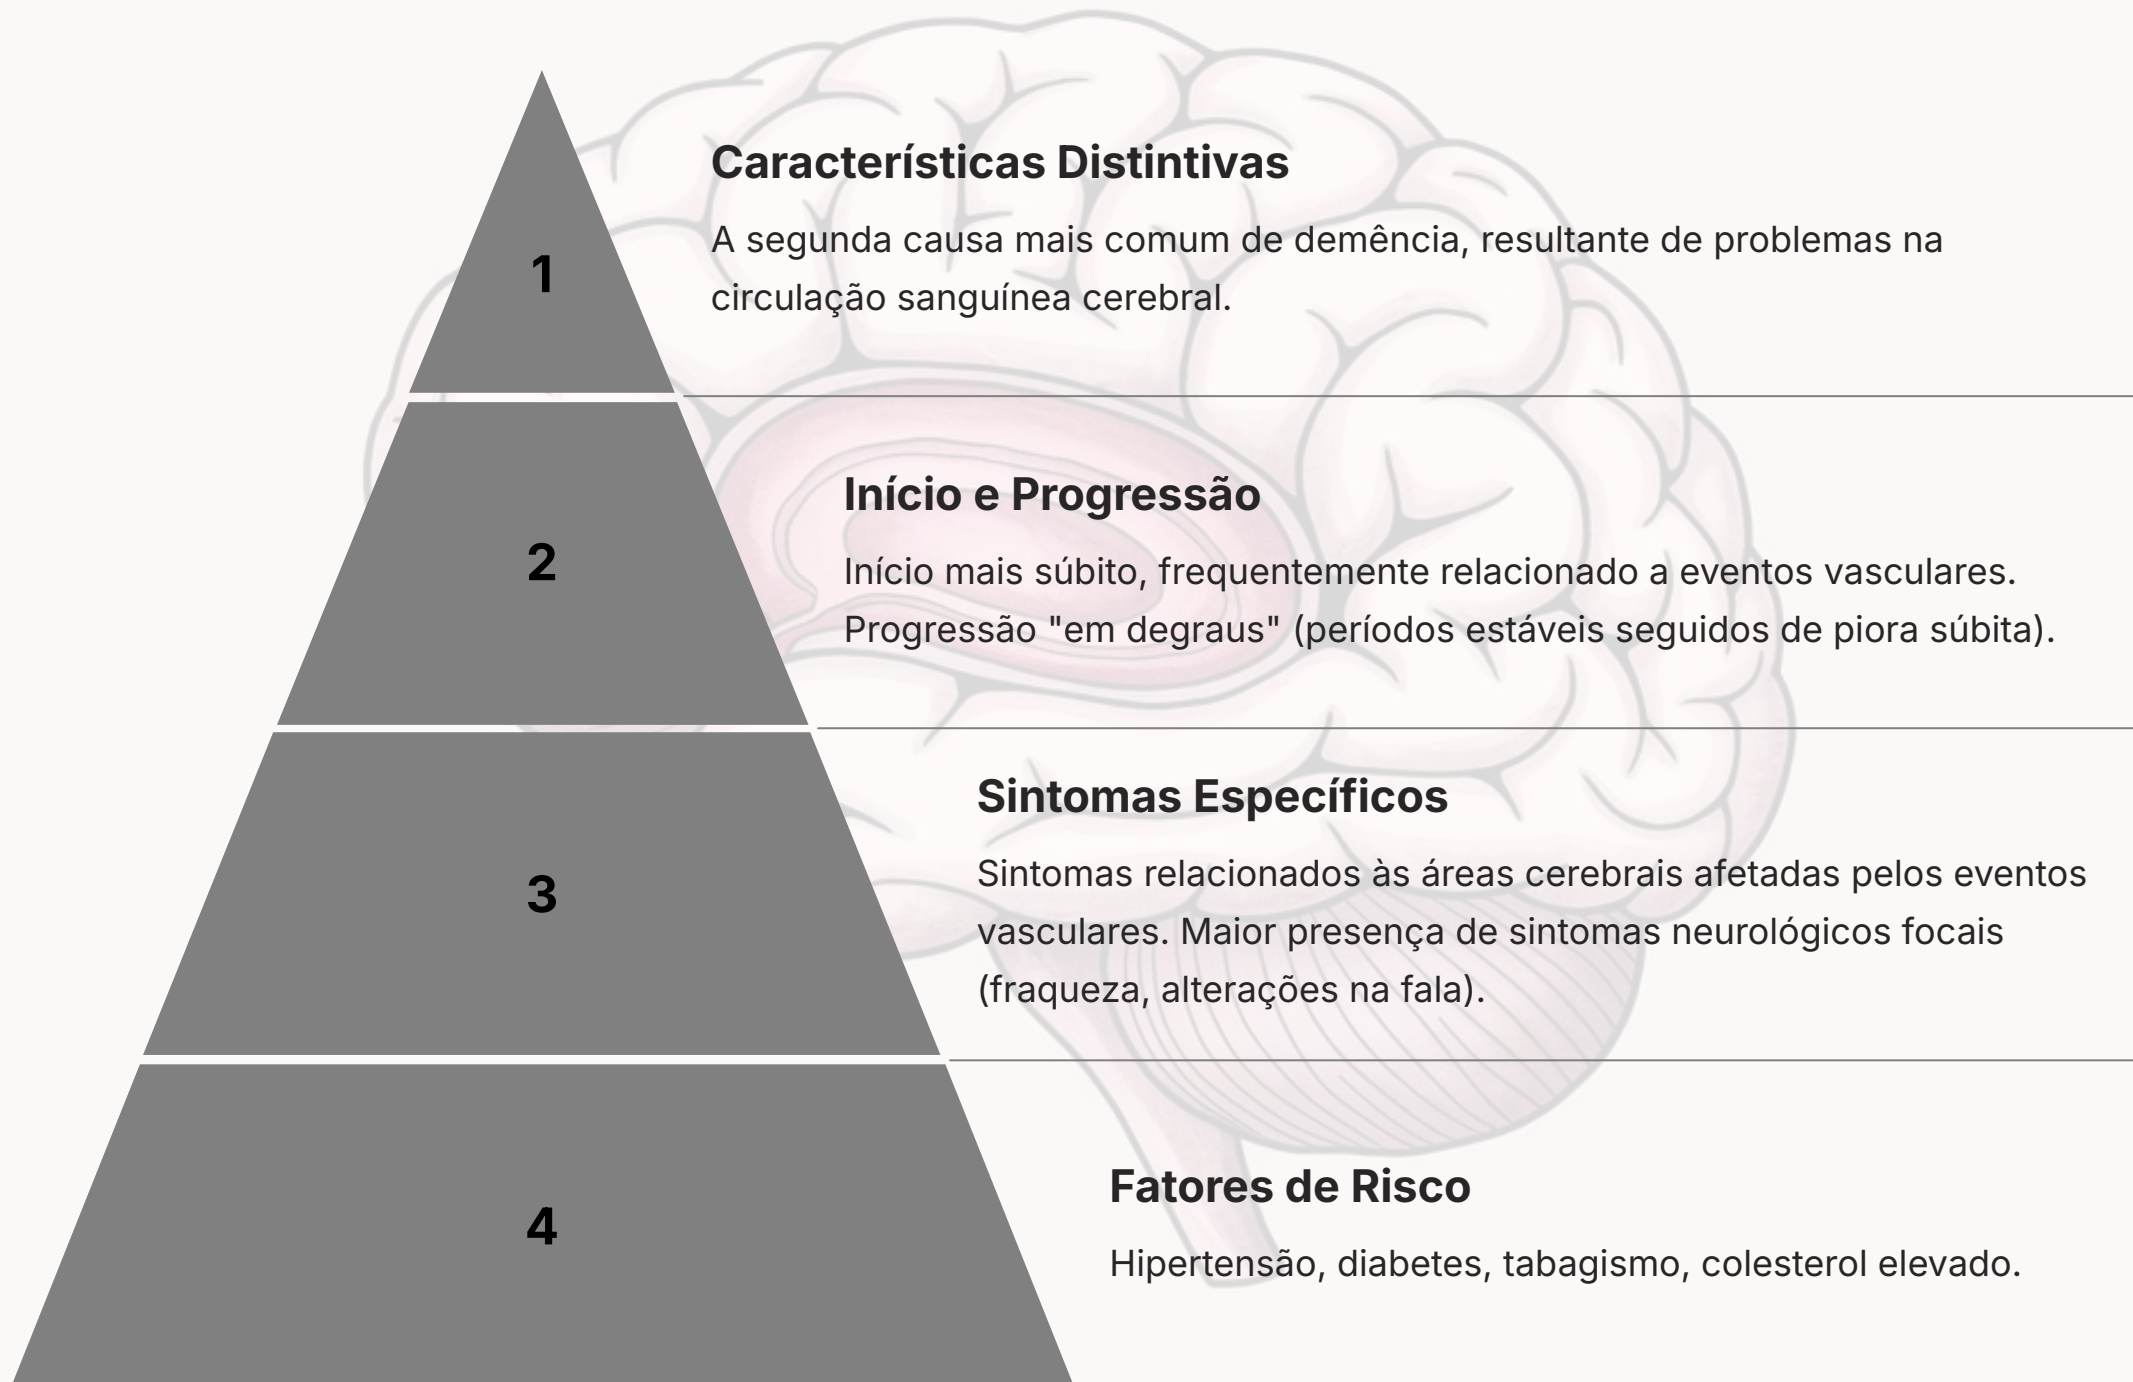 1
Características Distintivas
A segunda causa mais comum de demência, resultante de problemas na
circulação sanguínea cerebral.
2
Início e Progressão
Início mais súbito, frequentemente relacionado a eventos vasculares.
Progressão "em degraus" (períodos estáveis seguidos de piora súbita).
3
Sintomas Específicos
Sintomas relacionados às áreas cerebrais afetadas pelos eventos
vasculares. Maior presença de sintomas neurológicos focais
(fraqueza, alterações na fala).
4
Fatores de Risco
Hipertensão, diabetes, tabagismo, colesterol elevado.